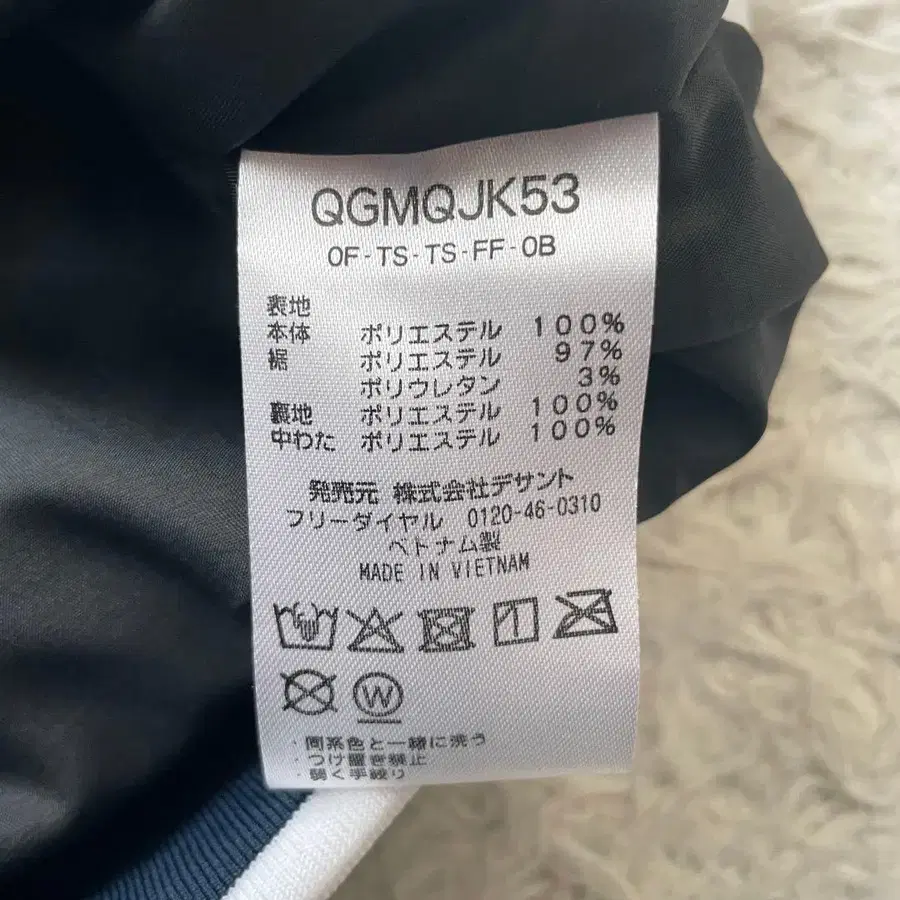 QGMQJK53
OF-TS-TS-FF-OB
表地
本体 ポリエステル 100%
裾 ポリエステル 97%
ポリウレタン 3%
裏地 ポリエステル 100%
中わた ポリエステル 100%
発売元 株式会社デサント
フリーダイヤル 0120-46-0310
ベトナム製
MADE IN VIETNAM
W
・同系色と一緒に洗う
・つけ置き禁止
・弱く手絞り